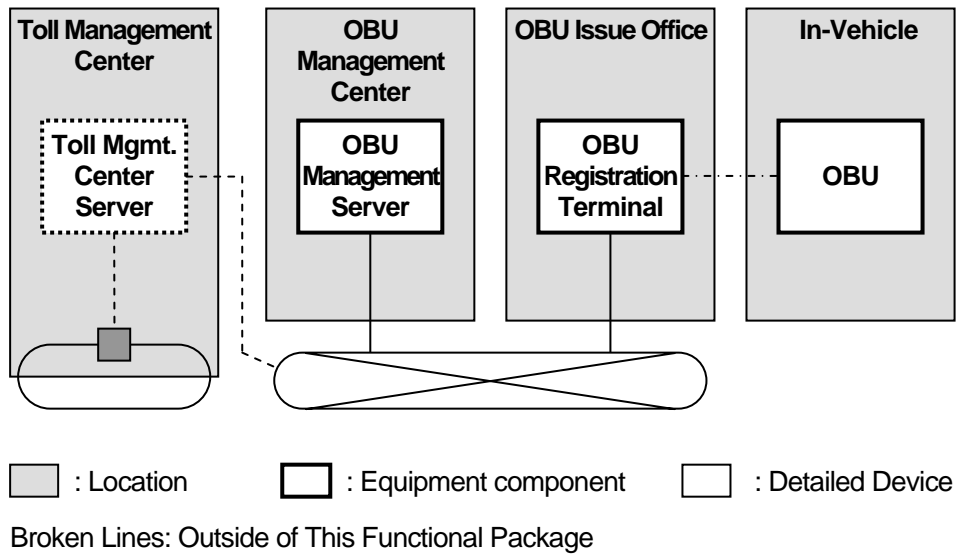 Toll Management
Center
Toll Mgmt.
Center
Server
OBU
Management
Center
OBU
Management
Server
OBU Issue Office
OBU
Registration
Terminal
In-Vehicle
OBU
: Location
: Equipment component
: Detailed Device
Broken Lines: Outside of This Functional Package